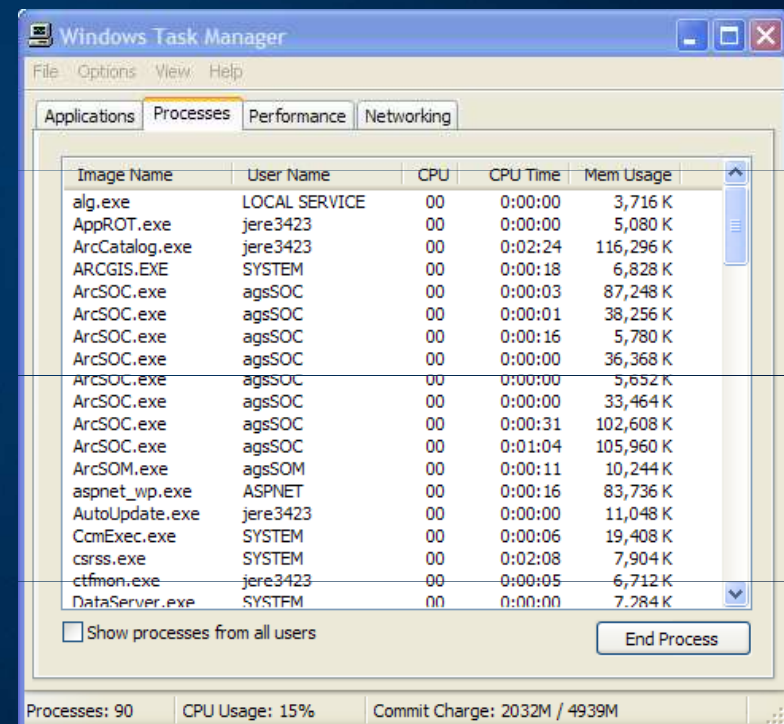 Windows Task Manager
File Options View Help
Applications Processes Performance Networking
Image Name User Name CPU CPU Time Mem Usage
alg.exe LOCAL SERVICE 00 0:00:00 3,716 K
AppROT.exe jere3423 00 0:00:00 5,080 K
ArcCatalog.exe jere3423 00 0:02:24 116,296 K
ARCGIS.EXE SYSTEM 00 0:00:18 6,828 K
ArcSOC.exe agsSOC 00 0:00:03 87,248 K
ArcSOC.exe agsSOC 00 0:00:01 38,256 K
ArcSOC.exe agsSOC 00 0:00:16 5,780 K
ArcSOC.exe agsSOC 00 0:00:00 36,368 K
ArcSOC.exe agsSOC 00 0:00:00 5,652 K
ArcSOC.exe agsSOC 00 0:00:00 33,464 K
ArcSOC.exe agsSOC 00 0:00:31 102,608 K
ArcSOC.exe agsSOC 00 0:01:04 105,960 K
ArcSOM.exe agsSOM 00 0:00:11 10,244 K
aspnet_wp.exe ASPNET 00 0:00:16 83,736 K
AutoUpdate.exe jere3423 00 0:00:00 11,048 K
CcmExec.exe SYSTEM 00 0:00:06 19,408 K
csrss.exe SYSTEM 00 0:02:08 7,904 K
ctfmon.exe jere3423 00 0:00:05 6,712 K
DataServer.exe SYSTEM 00 0:00:00 7,284 K
Show processes from all users
End Process
Processes: 90 CPU Usage: 15% Commit Charge: 2032M / 4939M